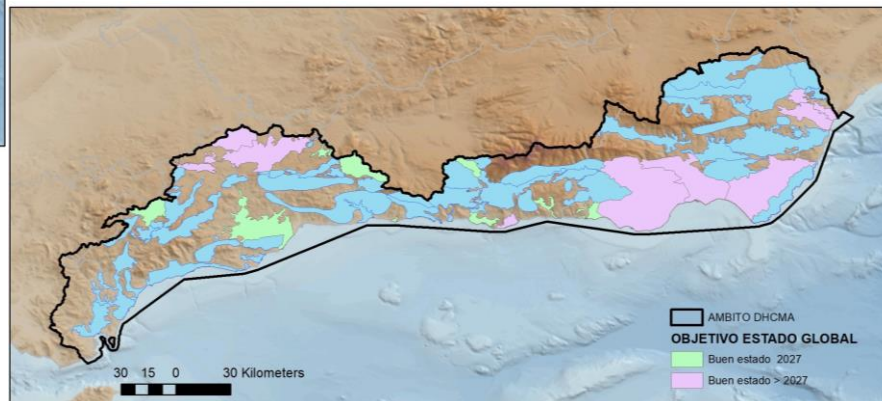 30 15 0 30 Kilometers
AMBITO DHCMA
OBJETIVO ESTADO GLOBAL
Buen estado 2027
Buen estado > 2027